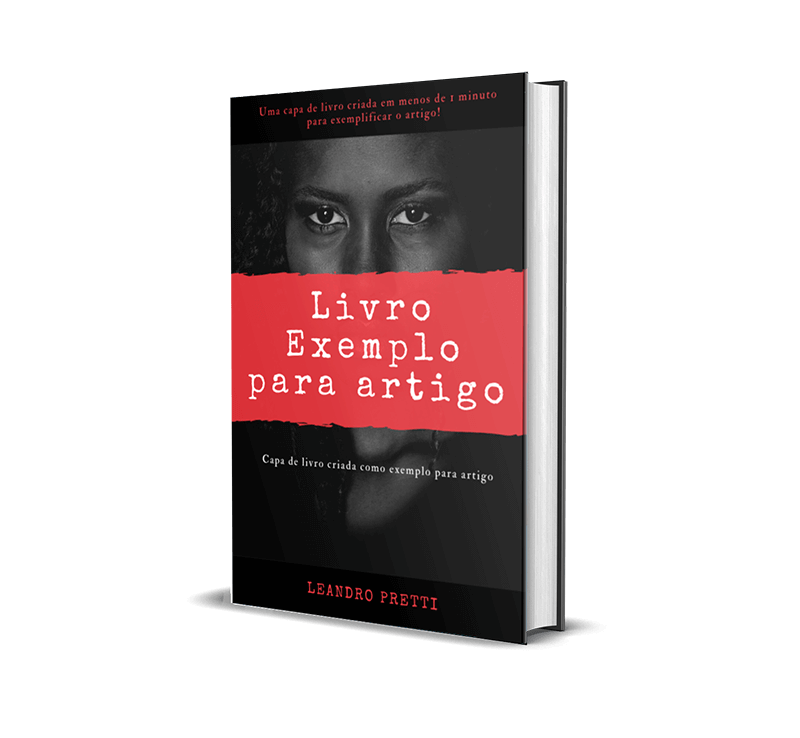 Uma capa de livro criada em menos de 1 minuto
para exemplificar o artigo!
Livro
Exemplo
para artigo
Capa de livro criada como exemplo para artigo
LEANDRO PRETTI